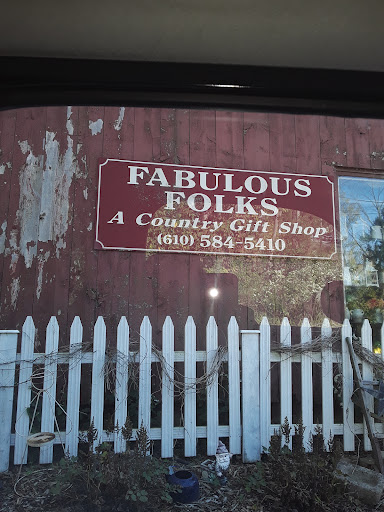 FABULOUS
FOLKS
A Country Gift Shop
(610) 584-5410